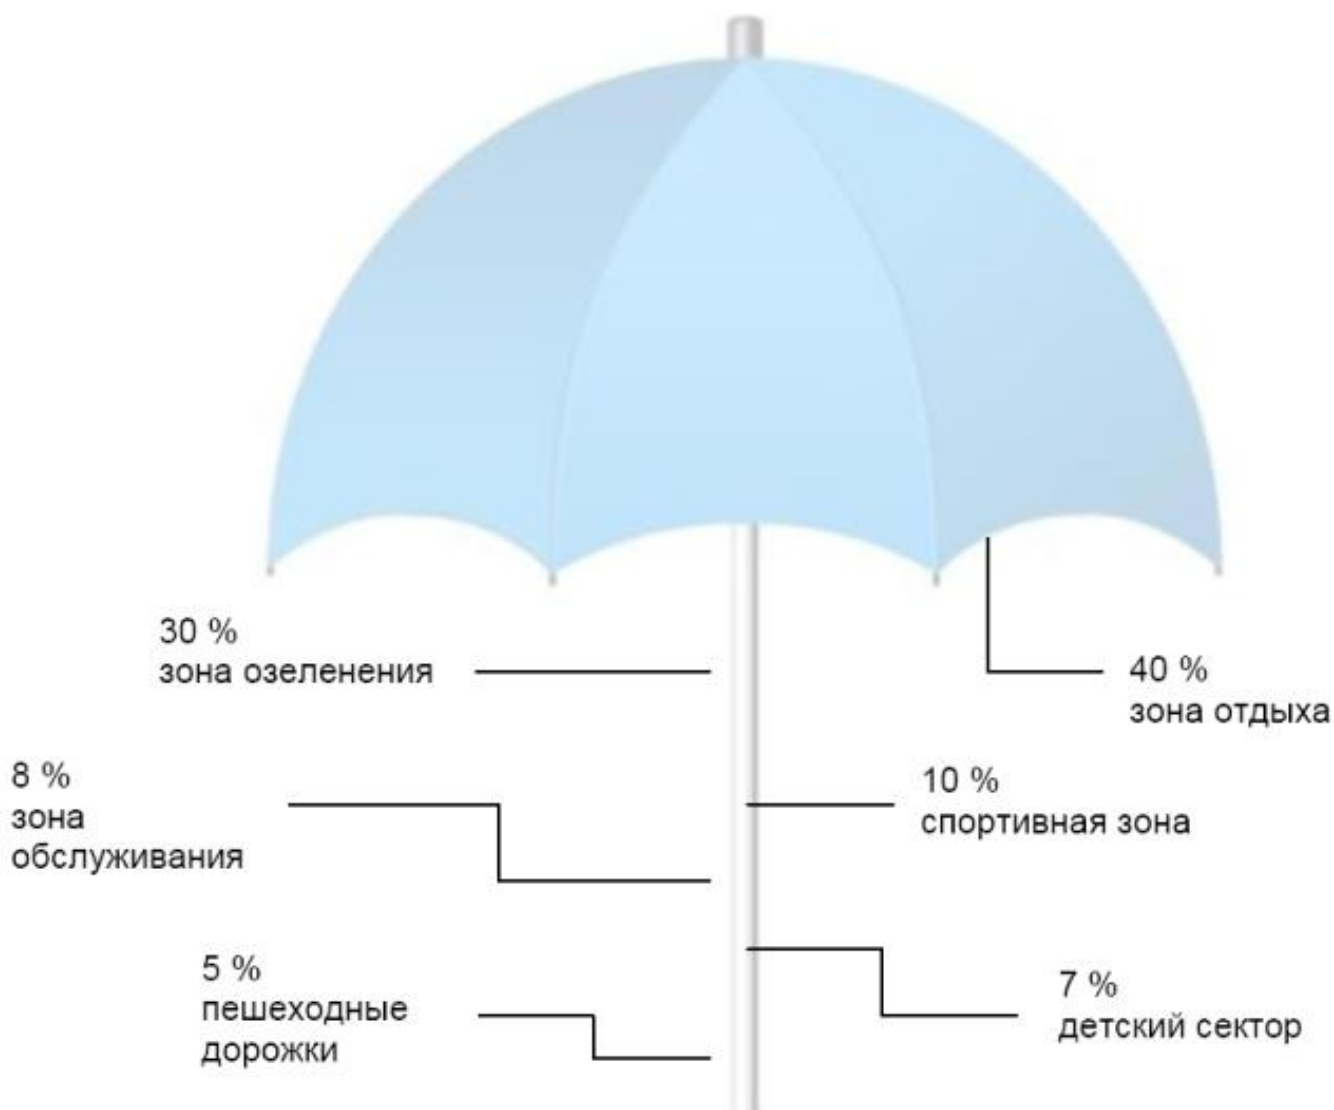 30 %
зона озеленения
40 %
зона отдыха
8 %
зона
обслуживания
10 %
спортивная зона
5 %
пешеходные
дорожки
7 %
детский сектор